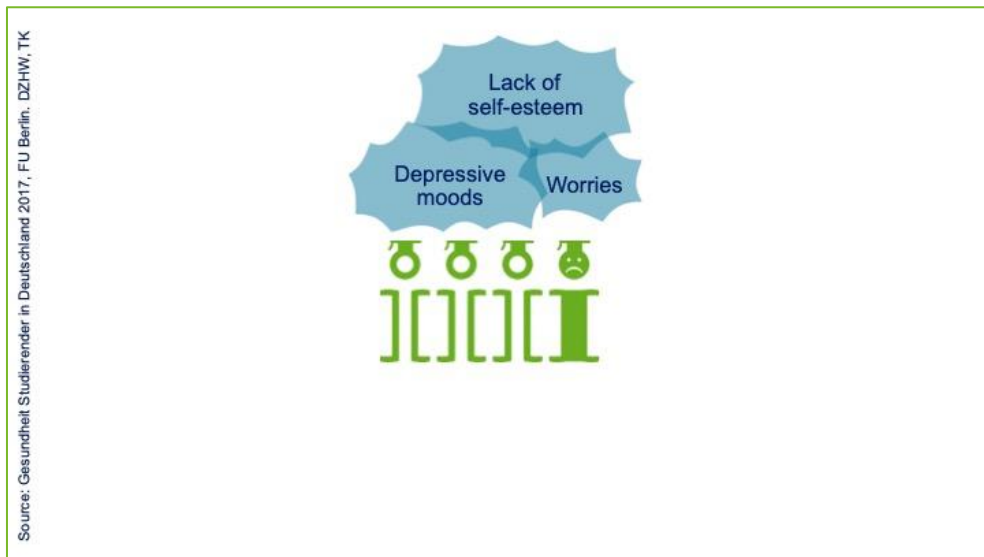 Lack of
self-esteem
Depressive
moods
Worries
Source: Gesundheit Studierender in Deutschland 2017, FU Berlin. DZHW, TK